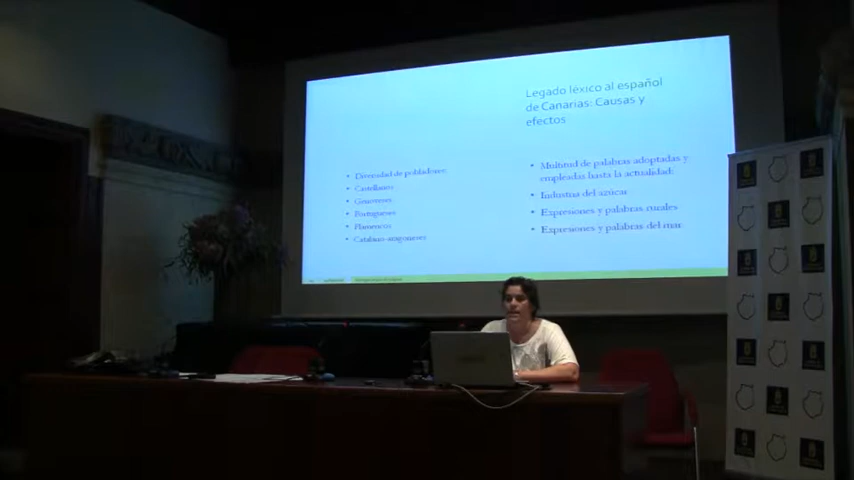 Legado léxico al español
de Canarias: Causas y
efectos
• Diversidad de pobladores
• Castellanos
• Genoveses
• Portugueses
• Flamencos
• Catalano-aragoneses
• Multitud de palabras adoptadas y
empleadas hasta la actualidad:
• Industrias del azúcar
• Expresiones y palabras rurales
• Expresiones y palabras del mar